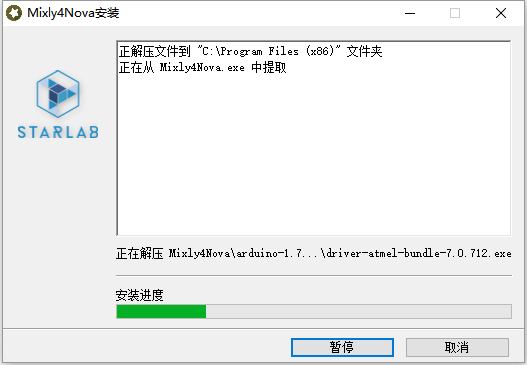 Mixly4Nova安装
正解压文件到 "C:\Program Files (x86)" 文件夹
正在从 Mixly4Nova.exe 中提取
STARLAB
正在解压 Mixly4Nova\arduino-1.7...\driver-atmel-bundle-7.0.712.exe
安装进度
暂停
取消